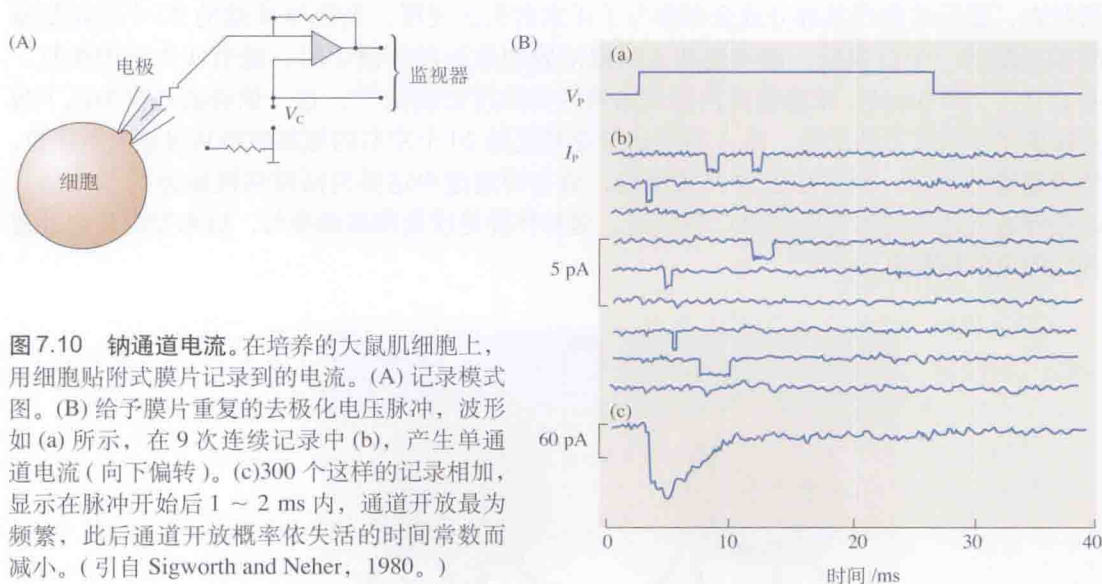 (A)
电极
细胞
V_C
监视器
(B)
(a)
V_P
(b)
I_P
5 pA
(c)
60 pA
0
10
20
30
40
时间/ms
图7.10 钠通道电流。在培养的大鼠肌细胞上，
用细胞贴附式膜片记录到的电流。(A) 记录模式
图。(B) 给予膜片重复的去极化电压脉冲，波形
如 (a) 所示，在 9 次连续记录中 (b)，产生单通
道电流 ( 向下偏转 )。(c)300 个这样的记录相加，
显示在脉冲开始后 1 ~ 2 ms 内，通道开放最为
频繁，此后通道开放概率依失活的时间常数而
减小。( 引自 Sigworth and Neher，1980。)